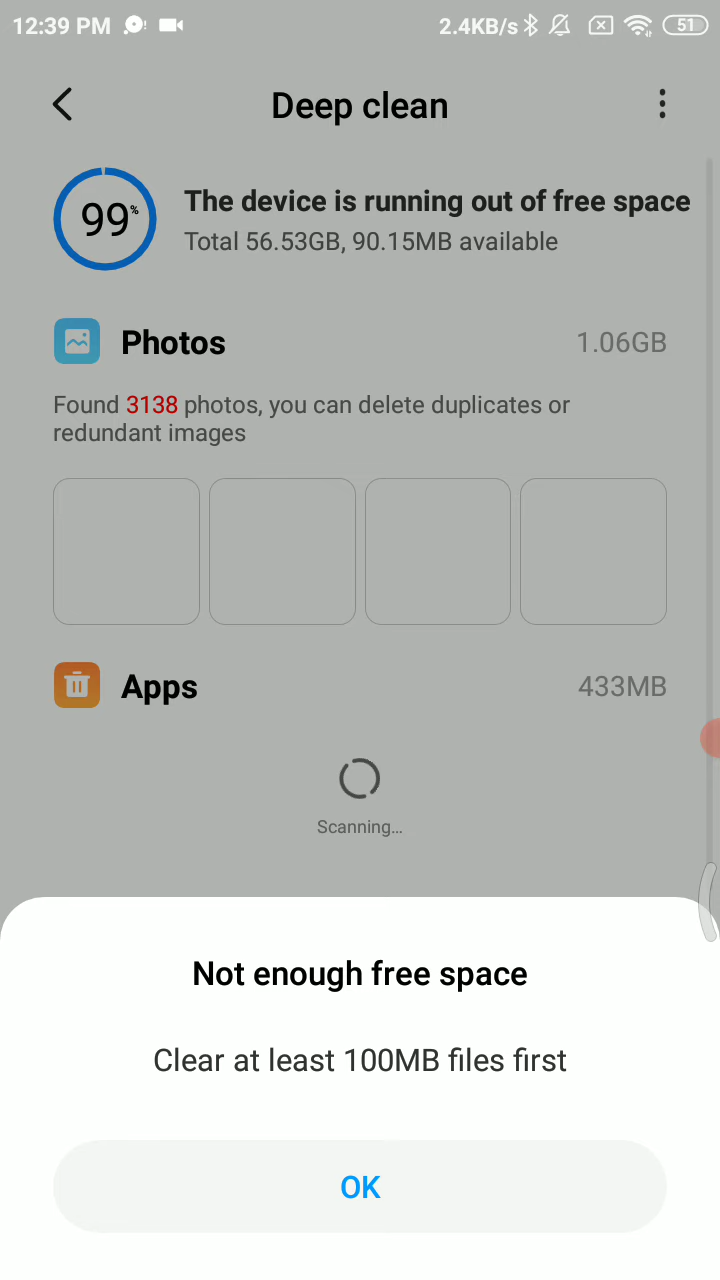 12:39 PM
2.4KB/s
51
Deep clean
99%
The device is running out of free space
Total 56.53GB, 90.15MB available
Photos
1.06GB
Found 3138 photos, you can delete duplicates or
redundant images
Apps
433MB
Scanning…
Not enough free space
Clear at least 100MB files first
OK